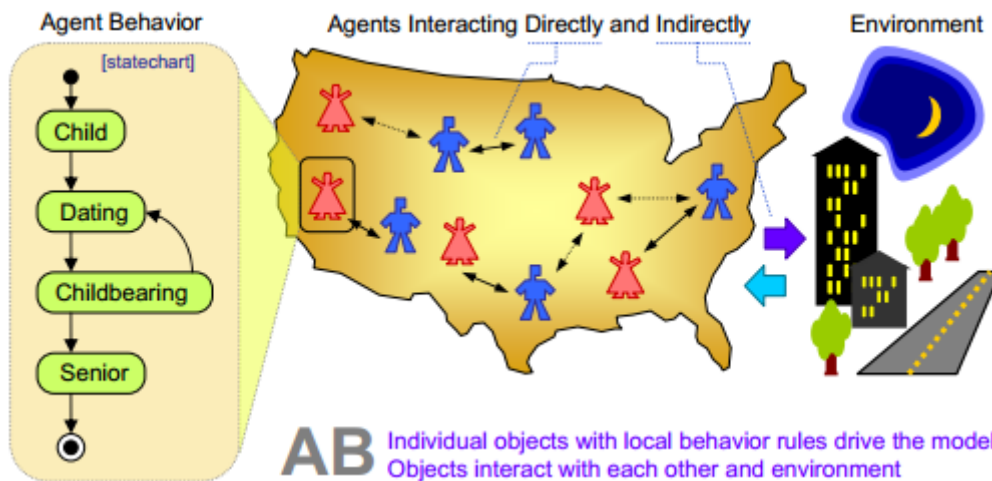 Agent Behavior
Agents Interacting Directly and Indirectly
Environment
[statechart]
Child
Dating
Childbearing
Senior
AB
Individual objects with local behavior rules drive the model
Objects interact with each other and environment